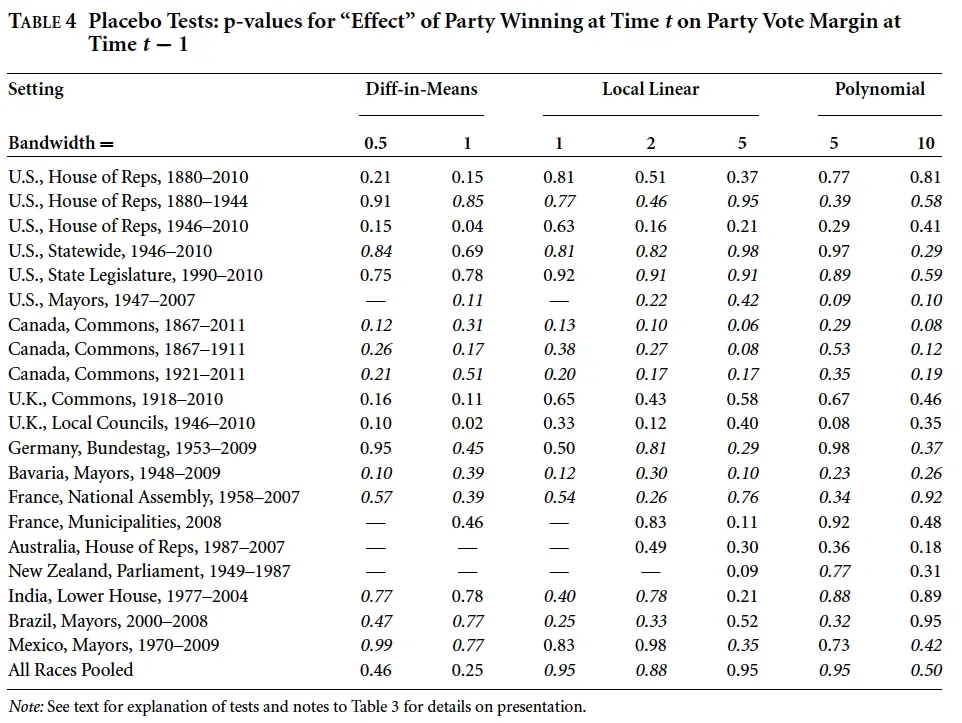 TABLE 4 Placebo Tests: p-values for “Effect” of Party Winning at Time t on Party Vote Margin at
Time t − 1
Setting Diff-in-Means Local Linear Polynomial
Bandwidth = 0.5 1 1 2 5 5 10
U.S., House of Reps, 1880–2010 0.21 0.15 0.81 0.51 0.37 0.77 0.81
U.S., House of Reps, 1880–1944 0.91 0.85 0.77 0.46 0.95 0.39 0.58
U.S., House of Reps, 1946–2010 0.15 0.04 0.63 0.16 0.21 0.29 0.41
U.S., Statewide, 1946–2010 0.84 0.69 0.81 0.82 0.98 0.97 0.29
U.S., State Legislature, 1990–2010 0.75 0.78 0.92 0.91 0.91 0.89 0.59
U.S., Mayors, 1947–2007 — 0.11 — 0.22 0.42 0.09 0.10
Canada, Commons, 1867–2011 0.12 0.31 0.13 0.10 0.06 0.29 0.08
Canada, Commons, 1867–1911 0.26 0.17 0.38 0.27 0.08 0.53 0.12
Canada, Commons, 1921–2011 0.21 0.51 0.20 0.17 0.17 0.35 0.19
U.K., Commons, 1918–2010 0.16 0.11 0.65 0.43 0.58 0.67 0.46
U.K., Local Councils, 1946–2010 0.10 0.02 0.33 0.12 0.40 0.08 0.35
Germany, Bundestag, 1953–2009 0.95 0.45 0.50 0.81 0.29 0.98 0.37
Bavaria, Mayors, 1948–2009 0.10 0.39 0.12 0.30 0.10 0.23 0.26
France, National Assembly, 1958–2007 0.57 0.39 0.54 0.26 0.76 0.34 0.92
France, Municipalities, 2008 — 0.46 — 0.83 0.11 0.92 0.48
Australia, House of Reps, 1987–2007 — — — 0.49 0.30 0.36 0.18
New Zealand, Parliament, 1949–1987 — — — — 0.09 0.77 0.31
India, Lower House, 1977–2004 0.77 0.78 0.40 0.78 0.21 0.88 0.89
Brazil, Mayors, 2000–2008 0.47 0.77 0.25 0.33 0.52 0.32 0.95
Mexico, Mayors, 1970–2009 0.99 0.77 0.83 0.98 0.35 0.73 0.42
All Races Pooled 0.46 0.25 0.95 0.88 0.95 0.95 0.50
Note: See text for explanation of tests and notes to Table 3 for details on presentation.